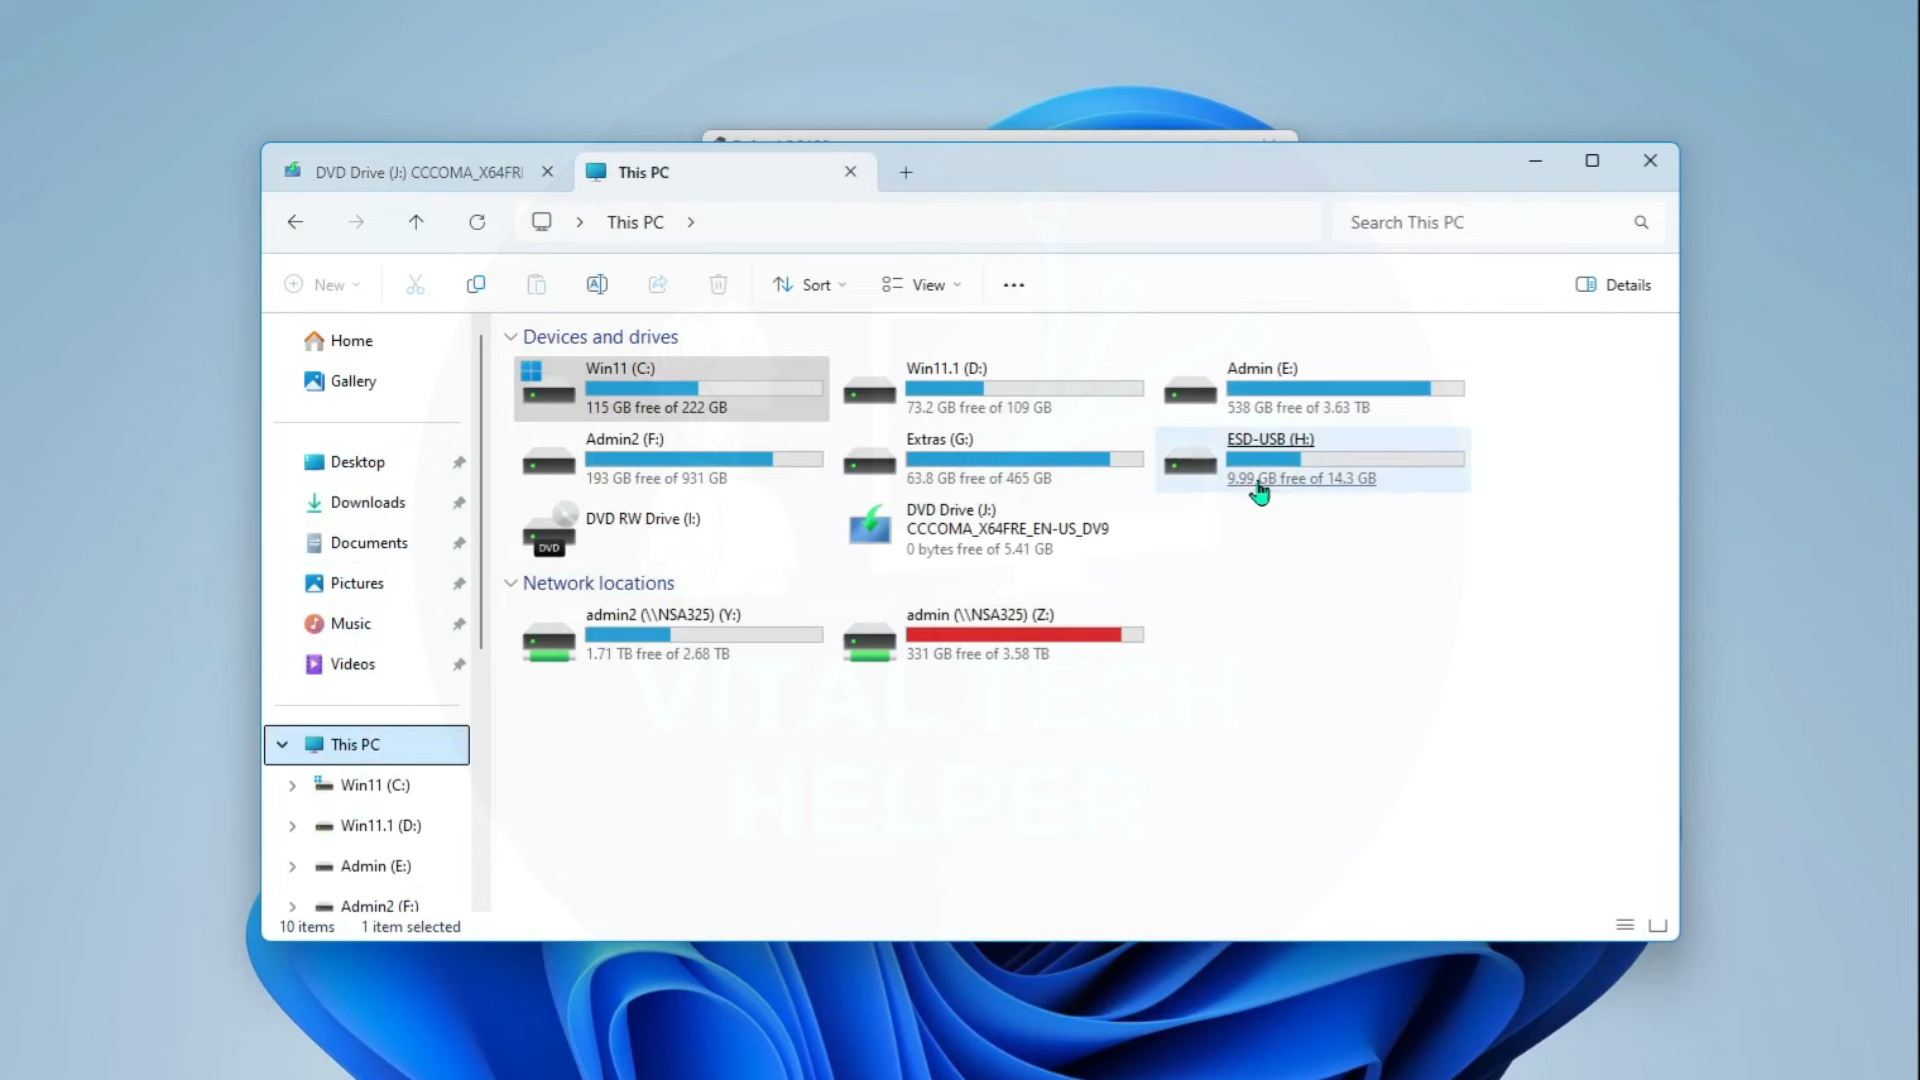 DVD Drive (J:) CCCOMA_X64FRE
This PC
This PC
Search This PC
New
Sort
View
Details
Home
Gallery
Desktop
Downloads
Documents
Pictures
Music
Videos
This PC
Win11 (C:)
Win11.1 (D:)
Admin (E:)
Admin2 (F:)
Devices and drives
Win11 (C:)
115 GB free of 222 GB
Win11.1 (D:)
73.2 GB free of 109 GB
Admin (E:)
538 GB free of 3.63 TB
Admin2 (F:)
193 GB free of 931 GB
Extras (G:)
63.8 GB free of 465 GB
ESD-USB (H:)
9.99 GB free of 14.3 GB
DVD RW Drive (I:)
DVD
DVD Drive (J:)
CCCOMA_X64FRE_EN-US_DV9
0 bytes free of 5.41 GB
Network locations
admin2 (\\NSA325) (Y:)
1.71 TB free of 2.68 TB
admin (\\NSA325) (Z:)
331 GB free of 3.58 TB
VITAL TECH
HELPER
10 items
1 item selected